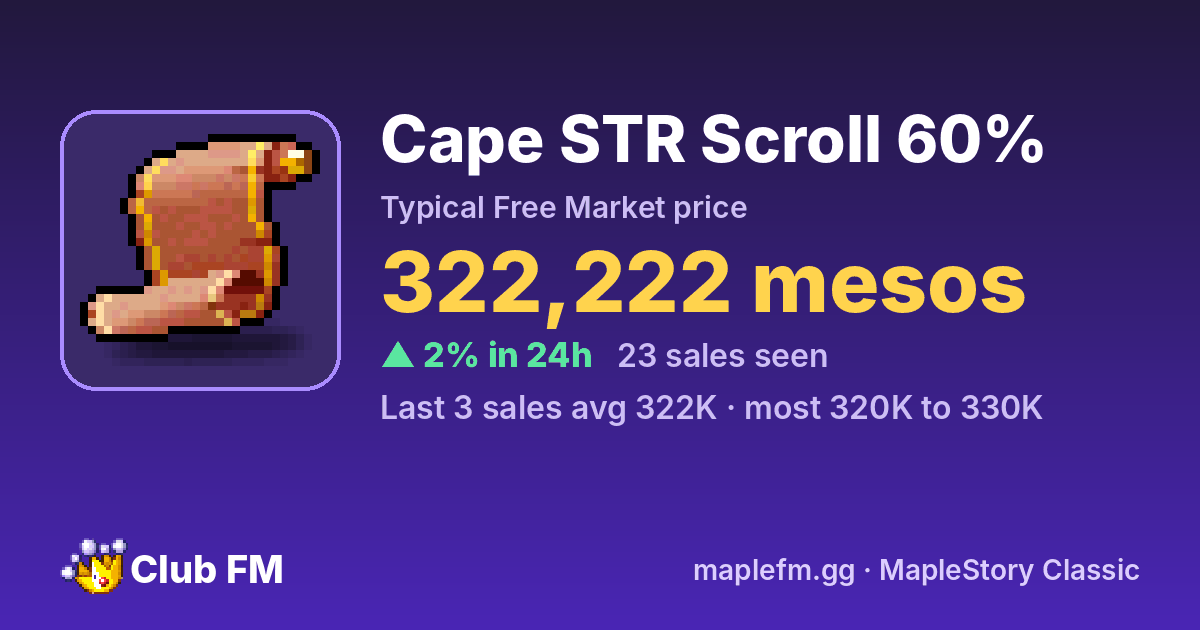 Cape STR Scroll 60%
Typical Free Market price
322,222 mesos
▲ 2% in 24h 23 sales seen
Last 3 sales avg 322K · most 320K to 330K
Club FM
maplefm.gg · MapleStory Classic